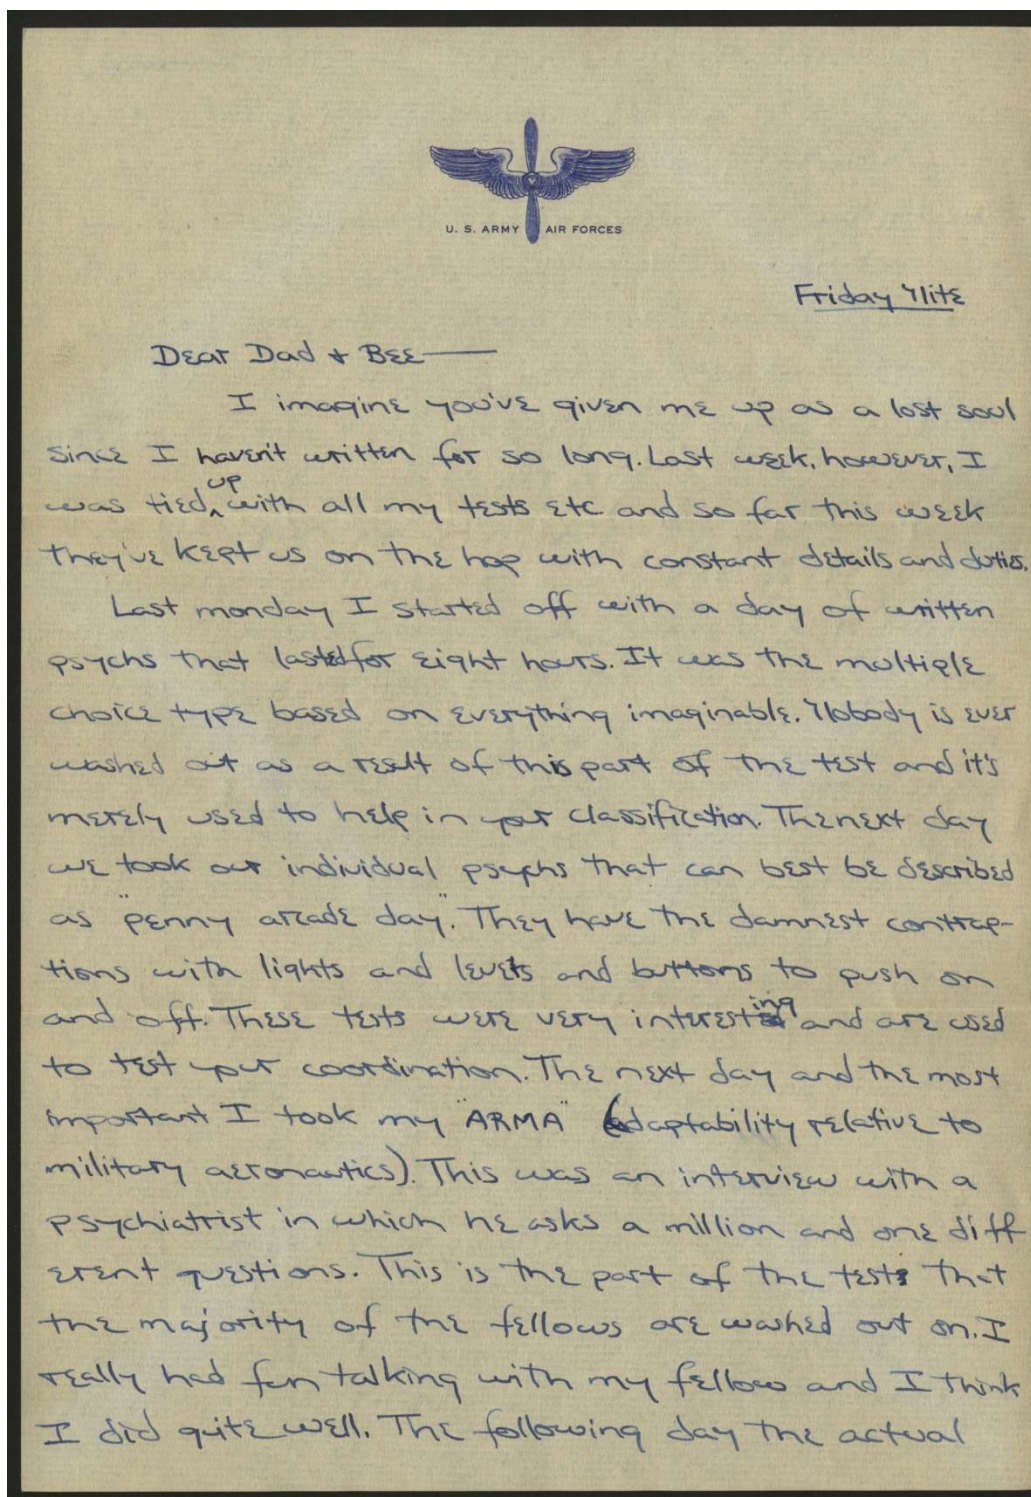 U. S. ARMY AIR FORCES
Friday Nite
Dear Dad + Bee —
I imagine you've given me up as a lost soul
since I haven't written for so long. Last week, however, I
was tied up with all my tests etc and so far this week
they've kept us on the hop with constant details and duties.
Last monday I started off with a day of written
psychs that lasted for eight hours. It was the multiple
choice type based on everything imaginable. Nobody is ever
washed out as a result of this part of the test and it's
merely used to help in your classification. The next day
we took our individual psychs that can best be described
as "penny arcade day". They have the damnest contrap-
tions with lights and levers and buttons to push on
and off. These tests were very interesting and are used
to test your coordination. The next day and the most
important I took my "ARMA" (adaptability relative to
military aeronautics). This was an interview with a
psychiatrist in which he asks a million and one diff
erent questions. This is the part of the test that
the majority of the fellows are washed out on. I
really had fun talking with my fellow and I think
I did quite well. The following day the actual